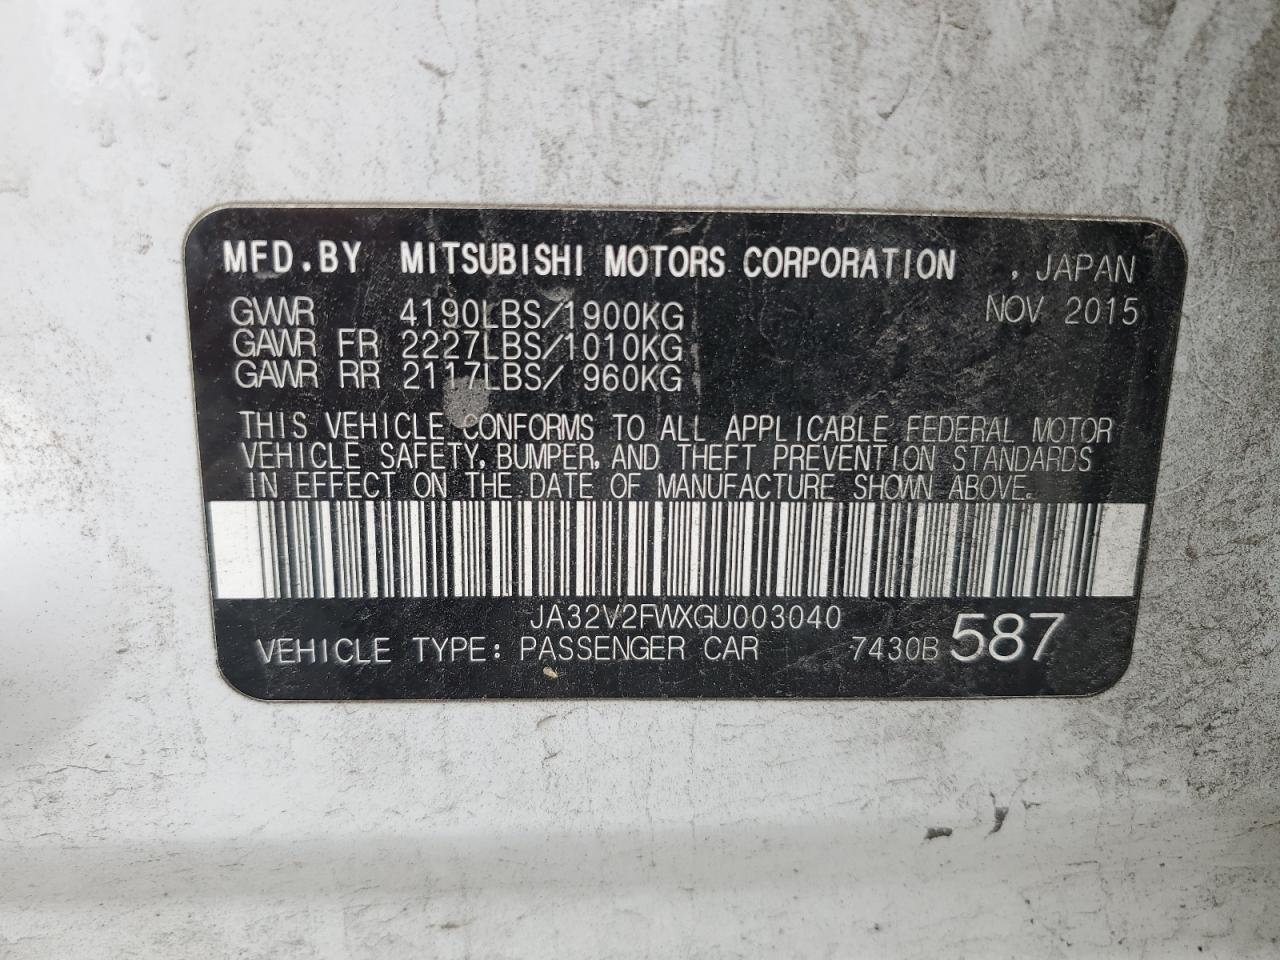 MFD.BY MITSUBISHI MOTORS CORPORATION , JAPAN
GVWR 4190LBS/1900KG NOV 2015
GAWR FR 2227LBS/1010KG
GAWR RR 2117LBS/ 960KG
THIS VEHICLE CONFORMS TO ALL APPLICABLE FEDERAL MOTOR
VEHICLE SAFETY, BUMPER, AND THEFT PREVENTION STANDARDS
IN EFFECT ON THE DATE OF MANUFACTURE SHOWN ABOVE.
JA32V2FWXGU003040
VEHICLE TYPE: PASSENGER CAR 7430B 587